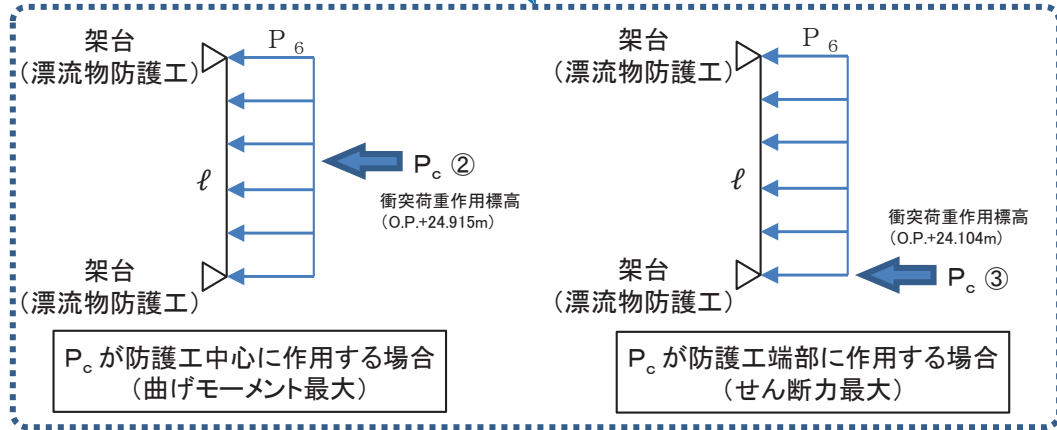 架台
(漂流物防護工)
P₆
ℓ
P꜀ ②
衝突荷重作用標高
(O.P.+24.915m)
架台
(漂流物防護工)
P꜀ が防護工中心に作用する場合
(曲げモーメント最大)
架台
(漂流物防護工)
P₆
ℓ
衝突荷重作用標高
(O.P.+24.104m)
P꜀ ③
架台
(漂流物防護工)
P꜀ が防護工端部に作用する場合
(せん断力最大)